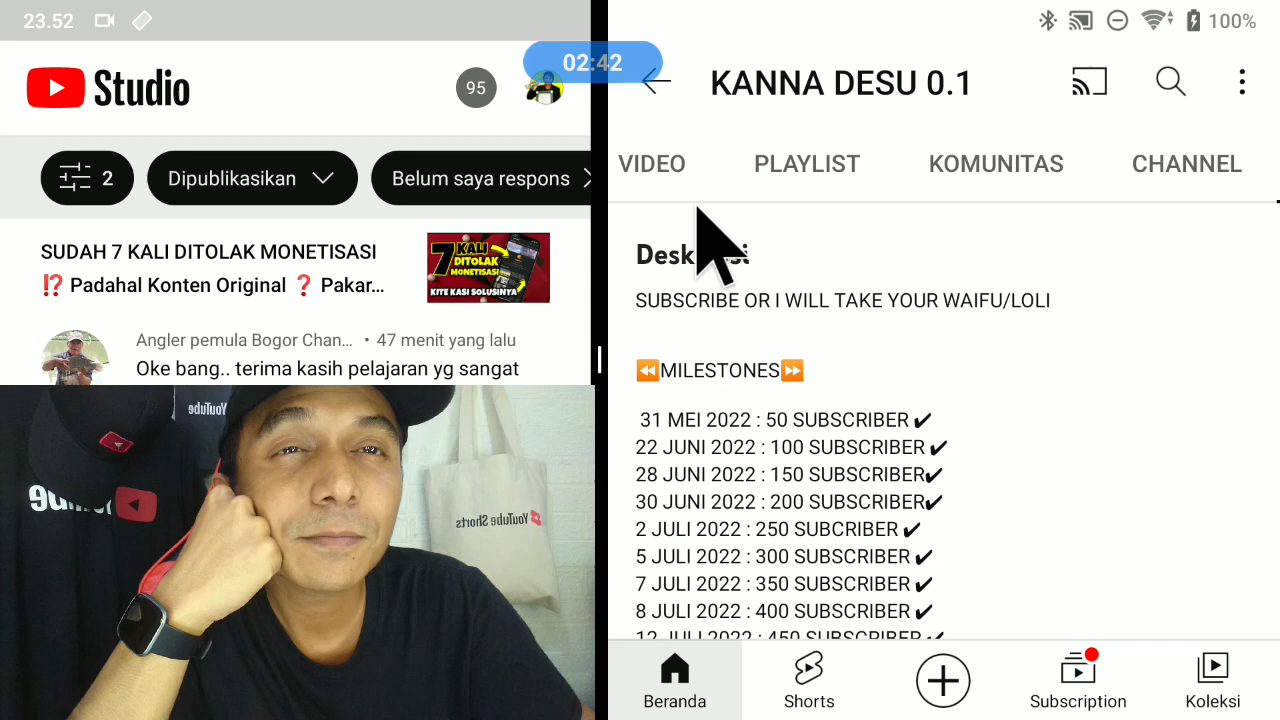 23.52
Studio
95
2
Dipublikasikan
Belum saya respons
SUDAH 7 KALI DITOLAK MONETISASI
⁉️ Padahal Konten Original ❓ Pakar...
7 KALI
DITOLAK
MONETISASI
KITE KASI SOLUSINYA
Angler pemula Bogor Chan... • 47 menit yang lalu
Oke bang.. terima kasih pelajaran yg sangat
YouTube
YouTube Shorts
02:42
100%
KANNA DESU 0.1
VIDEO
PLAYLIST
KOMUNITAS
CHANNEL
SUBSCRIBE OR I WILL TAKE YOUR WAIFU/LOLI
⏪MILESTONES⏩
31 MEI 2022 : 50 SUBSCRIBER ✔
22 JUNI 2022 : 100 SUBSCRIBER ✔
28 JUNI 2022 : 150 SUBSCRIBER✔
30 JUNI 2022 : 200 SUBSCRIBER✔
2 JULI 2022 : 250 SUBCRIBER ✔
5 JULI 2022 : 300 SUBSCRIBER ✔
7 JULI 2022 : 350 SUBSCRIBER ✔
8 JULI 2022 : 400 SUBSCRIBER ✔
12 JULI 2022 : 450 SUBSCRIBER ✔
Beranda
Shorts
Subscription
Koleksi